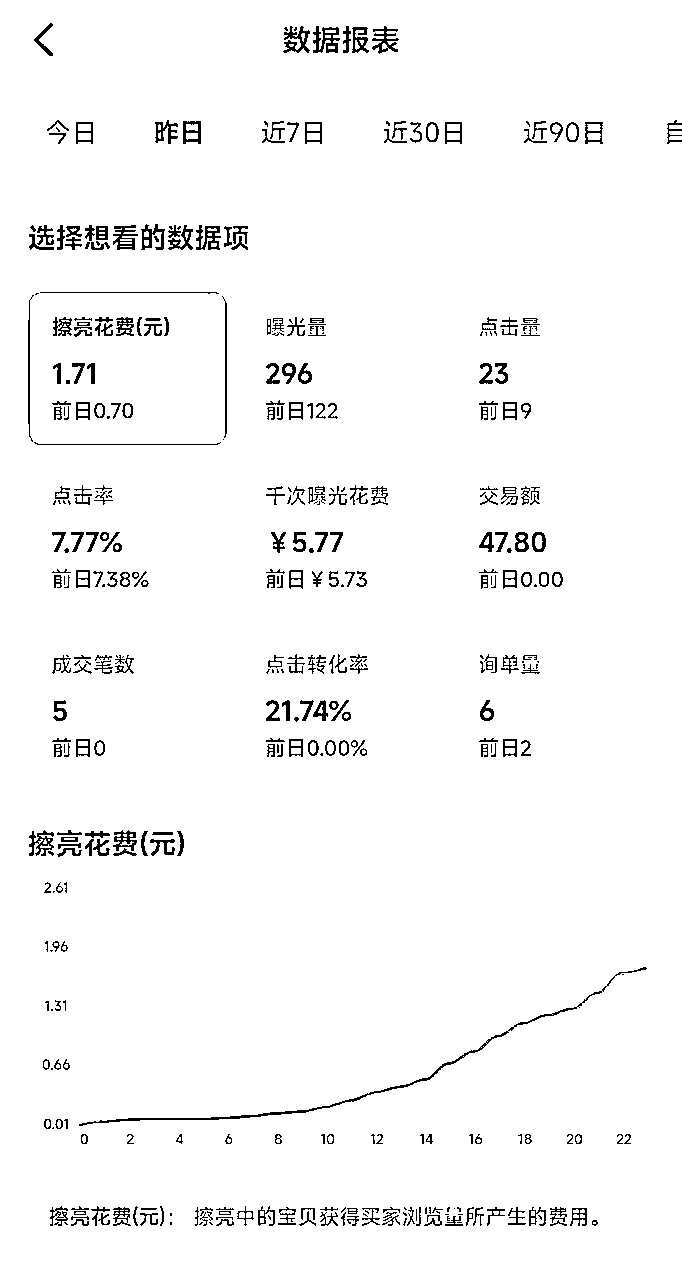 数据报表
今日 昨日 近7日 近30日 近90日
选择想看的数据项
擦亮花费(元) 曝光量 点击量
1.71 296 23
前日0.70 前日122 前日9
点击率 千次曝光花费 交易额
7.77% ￥5.77 47.80
前日7.38% 前日￥5.73 前日0.00
成交笔数 点击转化率 询单量
5 21.74% 6
前日0 前日0.00% 前日2
擦亮花费(元)
2.61
1.96
1.31
0.66
0.01
0 2 4 6 8 10 12 14 16 18 20 22
擦亮花费(元)： 擦亮中的宝贝获得买家浏览量所产生的费用。